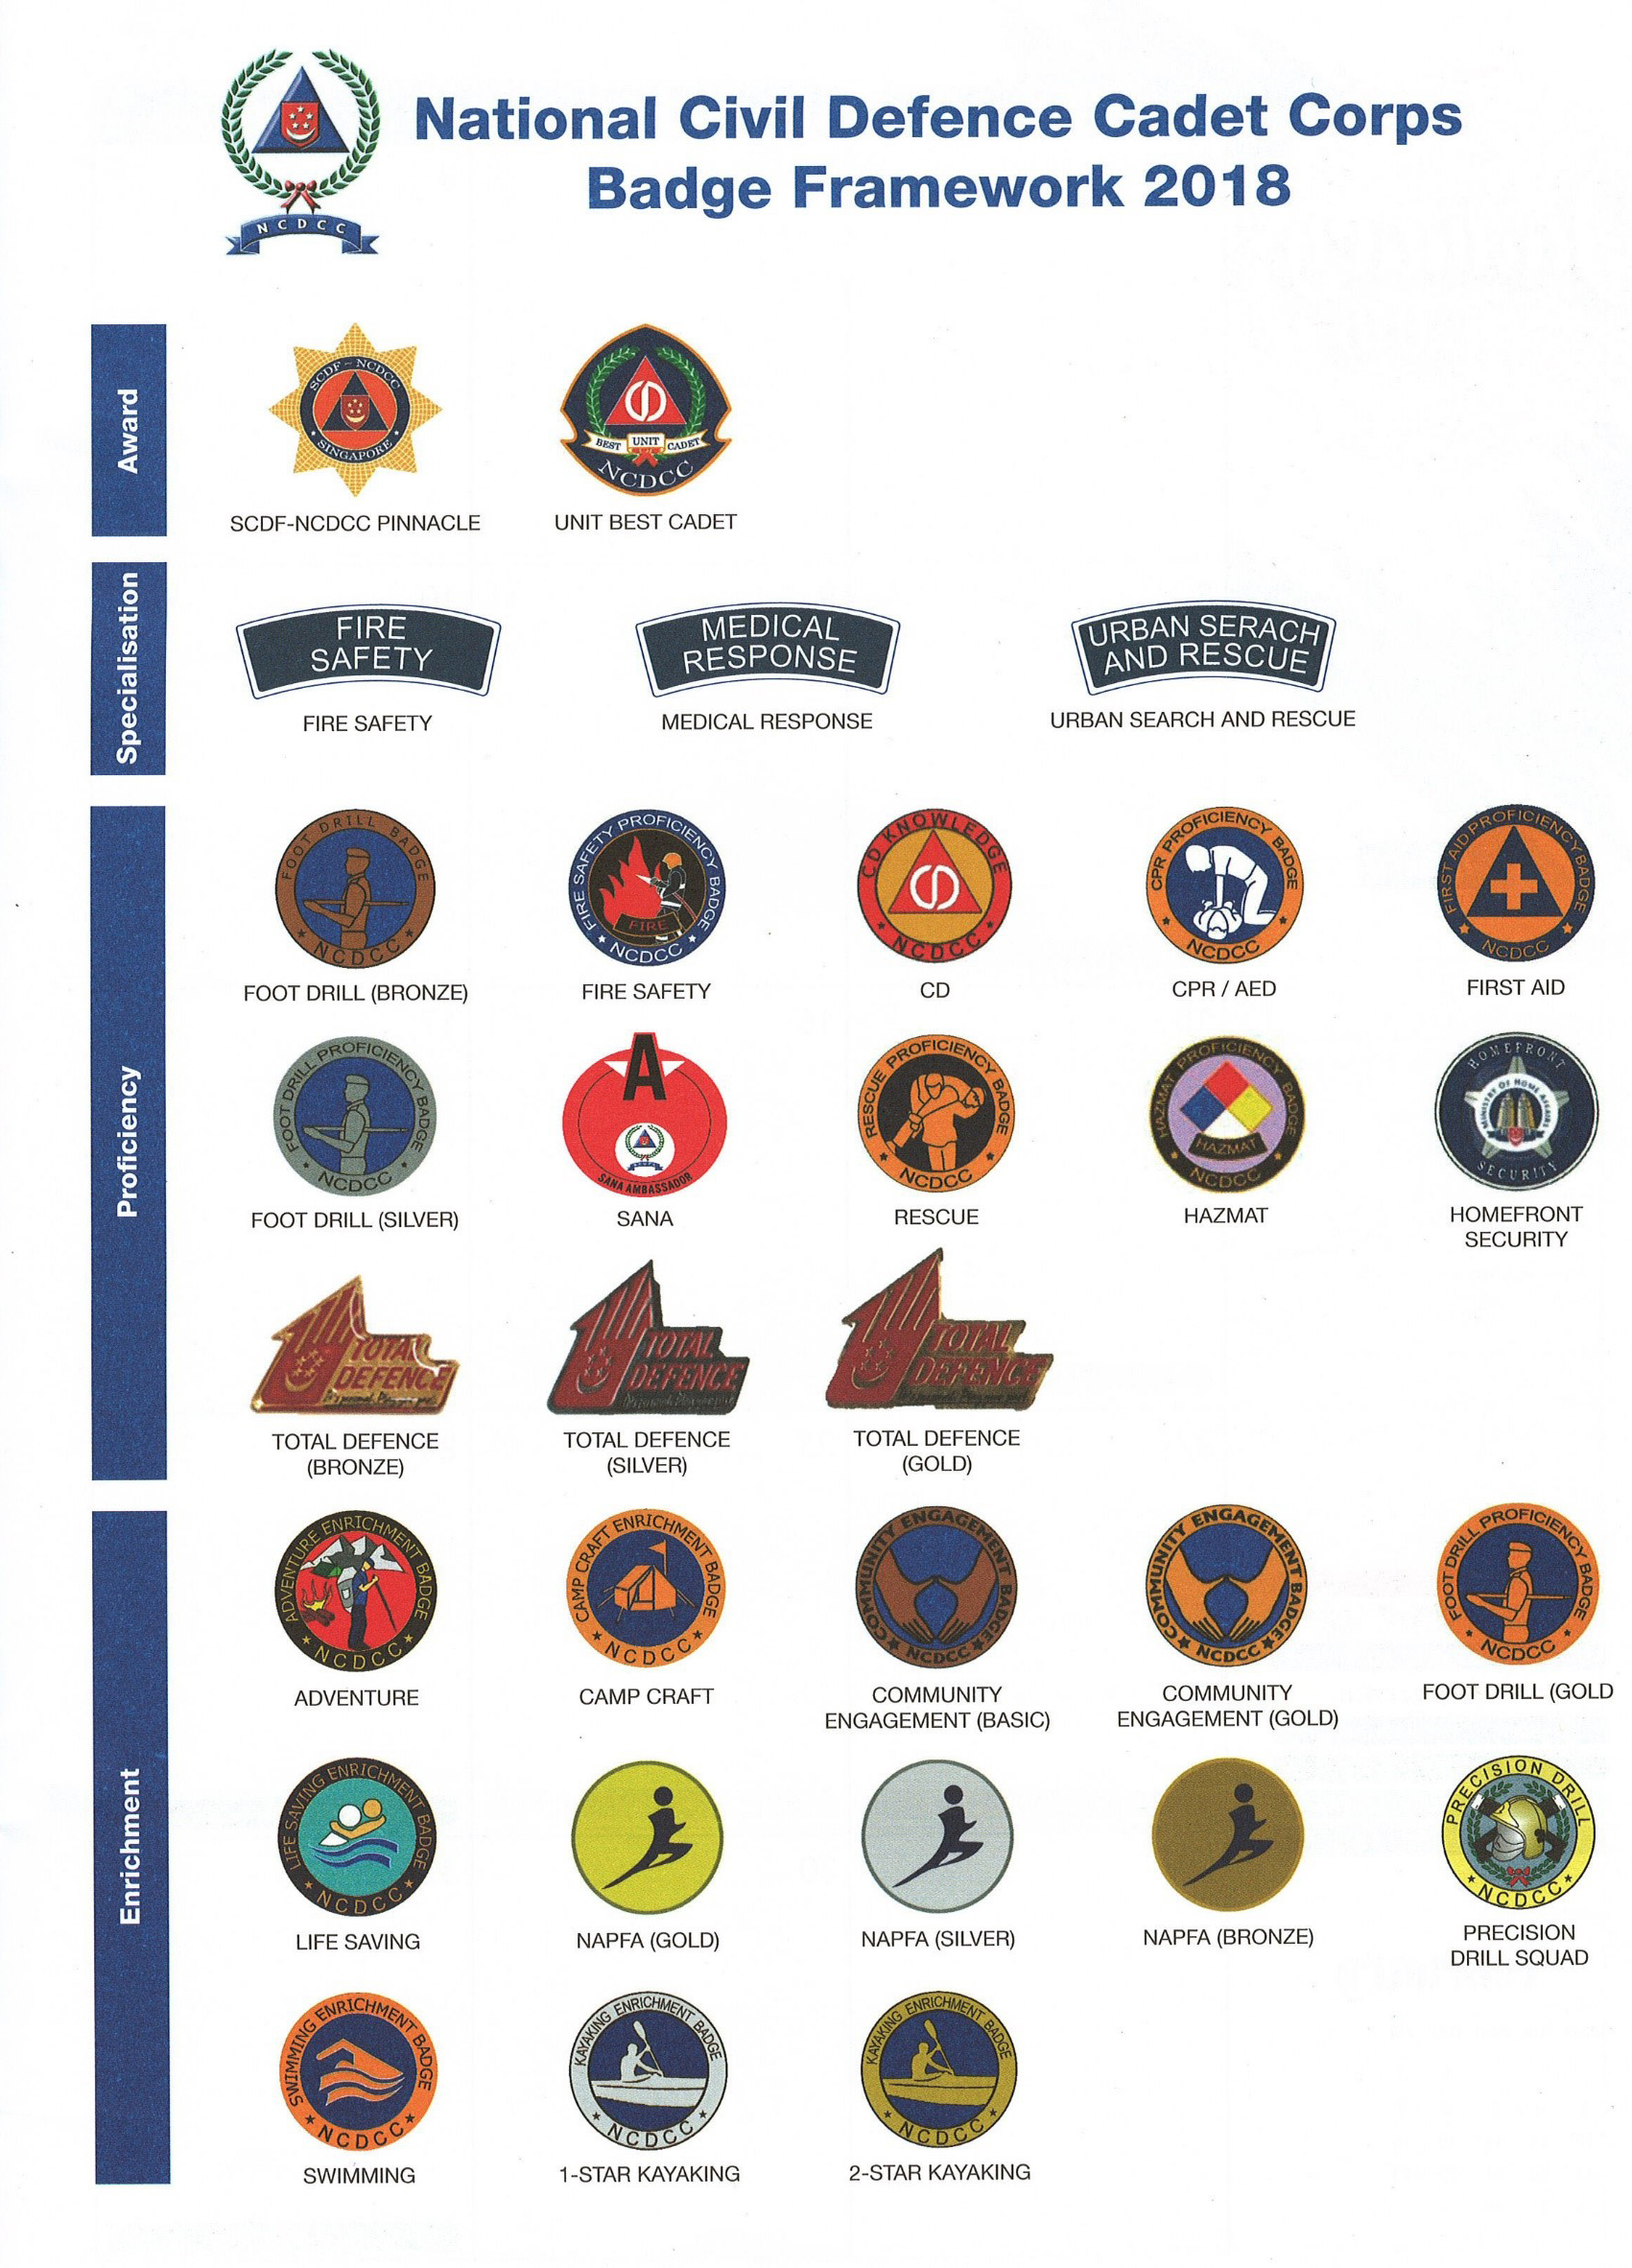 National Civil Defence Cadet Corps
Badge Framework 2018
NCDCC
Award
SCDF - NCDCC
SINGAPORE
BEST UNIT CADET
NCDCC
SCDF-NCDCC PINNACLE
UNIT BEST CADET
Specialisation
FIRE
SAFETY
MEDICAL
RESPONSE
URBAN SERACH
AND RESCUE
FIRE SAFETY
MEDICAL RESPONSE
URBAN SEARCH AND RESCUE
Proficiency
FOOT DRILL BADGE
NCDCC
FIRE SAFETY PROFICIENCY BADGE
FIRE
NCDCC
CD KNOWLEDGE
NCDCC
CPR PROFICIENCY BADGE
NCDCC
FIRST AID PROFICIENCY BADGE
NCDCC
FOOT DRILL (BRONZE)
FIRE SAFETY
CD
CPR / AED
FIRST AID
FOOT DRILL PROFICIENCY BADGE
NCDCC
A
SANA AMBASSADOR
RESCUE PROFICIENCY BADGE
NCDCC
HAZMAT PROFICIENCY BADGE
HAZMAT
NCDCC
HOMEFRONT
MINISTRY OF HOME AFFAIRS
SECURITY
FOOT DRILL (SILVER)
SANA
RESCUE
HAZMAT
HOMEFRONT
SECURITY
TOTAL
DEFENCE
TOTAL
DEFENCE
TOTAL
DEFENCE
TOTAL DEFENCE
(BRONZE)
TOTAL DEFENCE
(SILVER)
TOTAL DEFENCE
(GOLD)
Enrichment
ADVENTURE ENRICHMENT BADGE
NCDCC
CAMP CRAFT ENRICHMENT BADGE
NCDCC
COMMUNITY ENGAGEMENT BADGE
NCDCC
COMMUNITY ENGAGEMENT BADGE
NCDCC
FOOT DRILL PROFICIENCY BADGE
NCDCC
ADVENTURE
CAMP CRAFT
COMMUNITY
ENGAGEMENT (BASIC)
COMMUNITY
ENGAGEMENT (GOLD)
FOOT DRILL (GOLD
LIFE SAVING ENRICHMENT BADGE
NCDCC
PRECISION DRILL
NCDCC
LIFE SAVING
NAPFA (GOLD)
NAPFA (SILVER)
NAPFA (BRONZE)
PRECISION
DRILL SQUAD
SWIMMING ENRICHMENT BADGE
NCDCC
KAYAKING ENRICHMENT BADGE
NCDCC
KAYAKING ENRICHMENT BADGE
NCDCC
SWIMMING
1-STAR KAYAKING
2-STAR KAYAKING